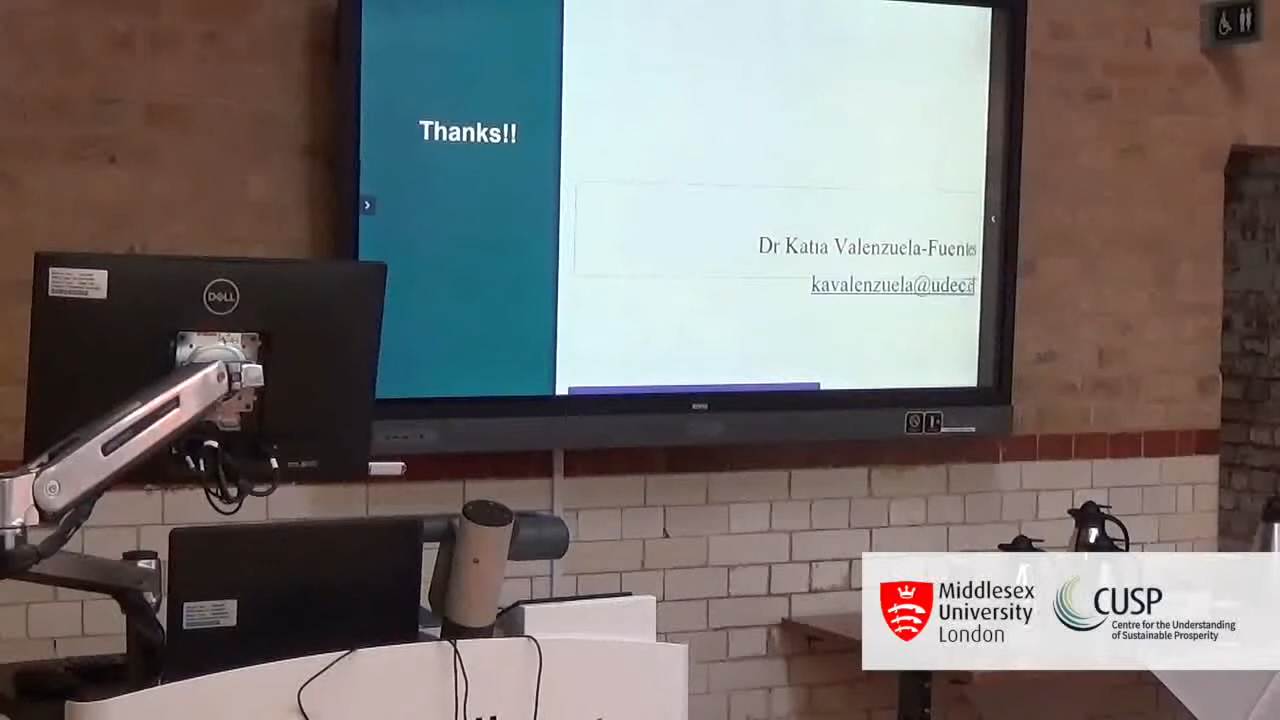 Thanks!!
Dr Katia Valenzuela-Fuentes
kavalenzuela@udec.cl
DELL
Middlesex
University
London
CUSP
Centre for the Understanding
of Sustainable Prosperity